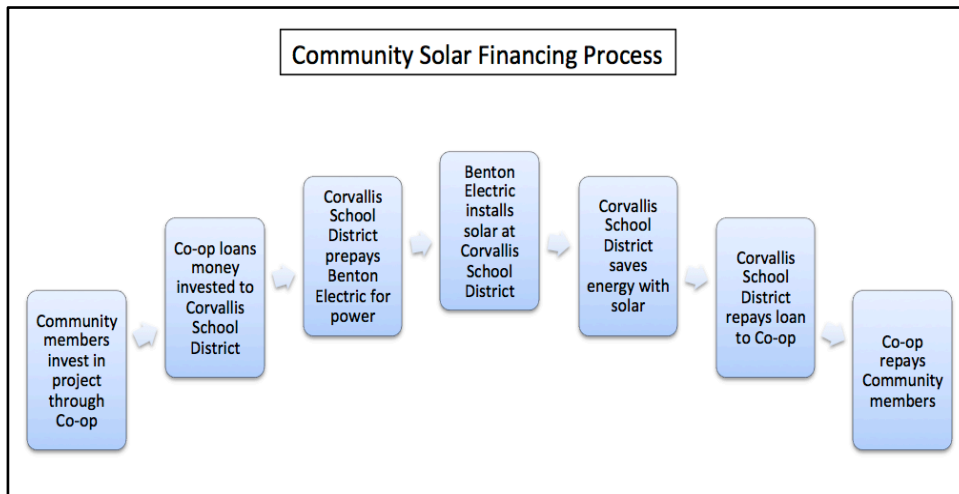 Community Solar Financing Process
Community
members
invest in
project
through
Co-op
Co-op loans
money
invested to
Corvallis
School
District
Corvallis
School
District
prepays
Benton
Electric for
power
Benton
Electric
installs
solar at
Corvallis
School
District
Corvallis
School
District
saves
energy with
solar
Corvallis
School
District
repays loan
to Co-op
Co-op
repays
Community
members